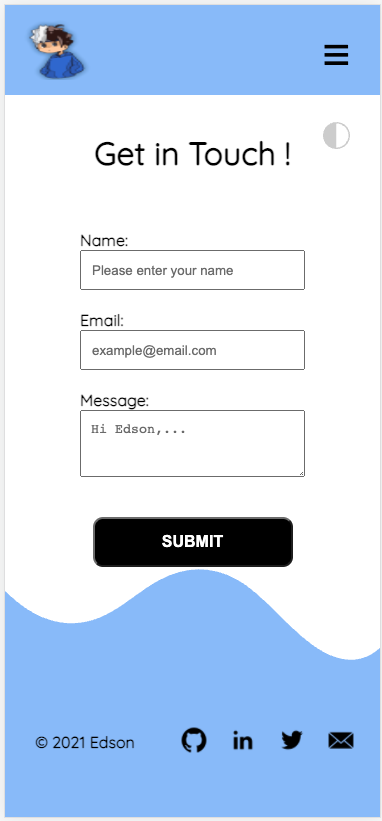 Get in Touch !
Name:
Please enter your name
Email:
example@email.com
Message:
Hi Edson,...
SUBMIT
© 2021 Edson
in